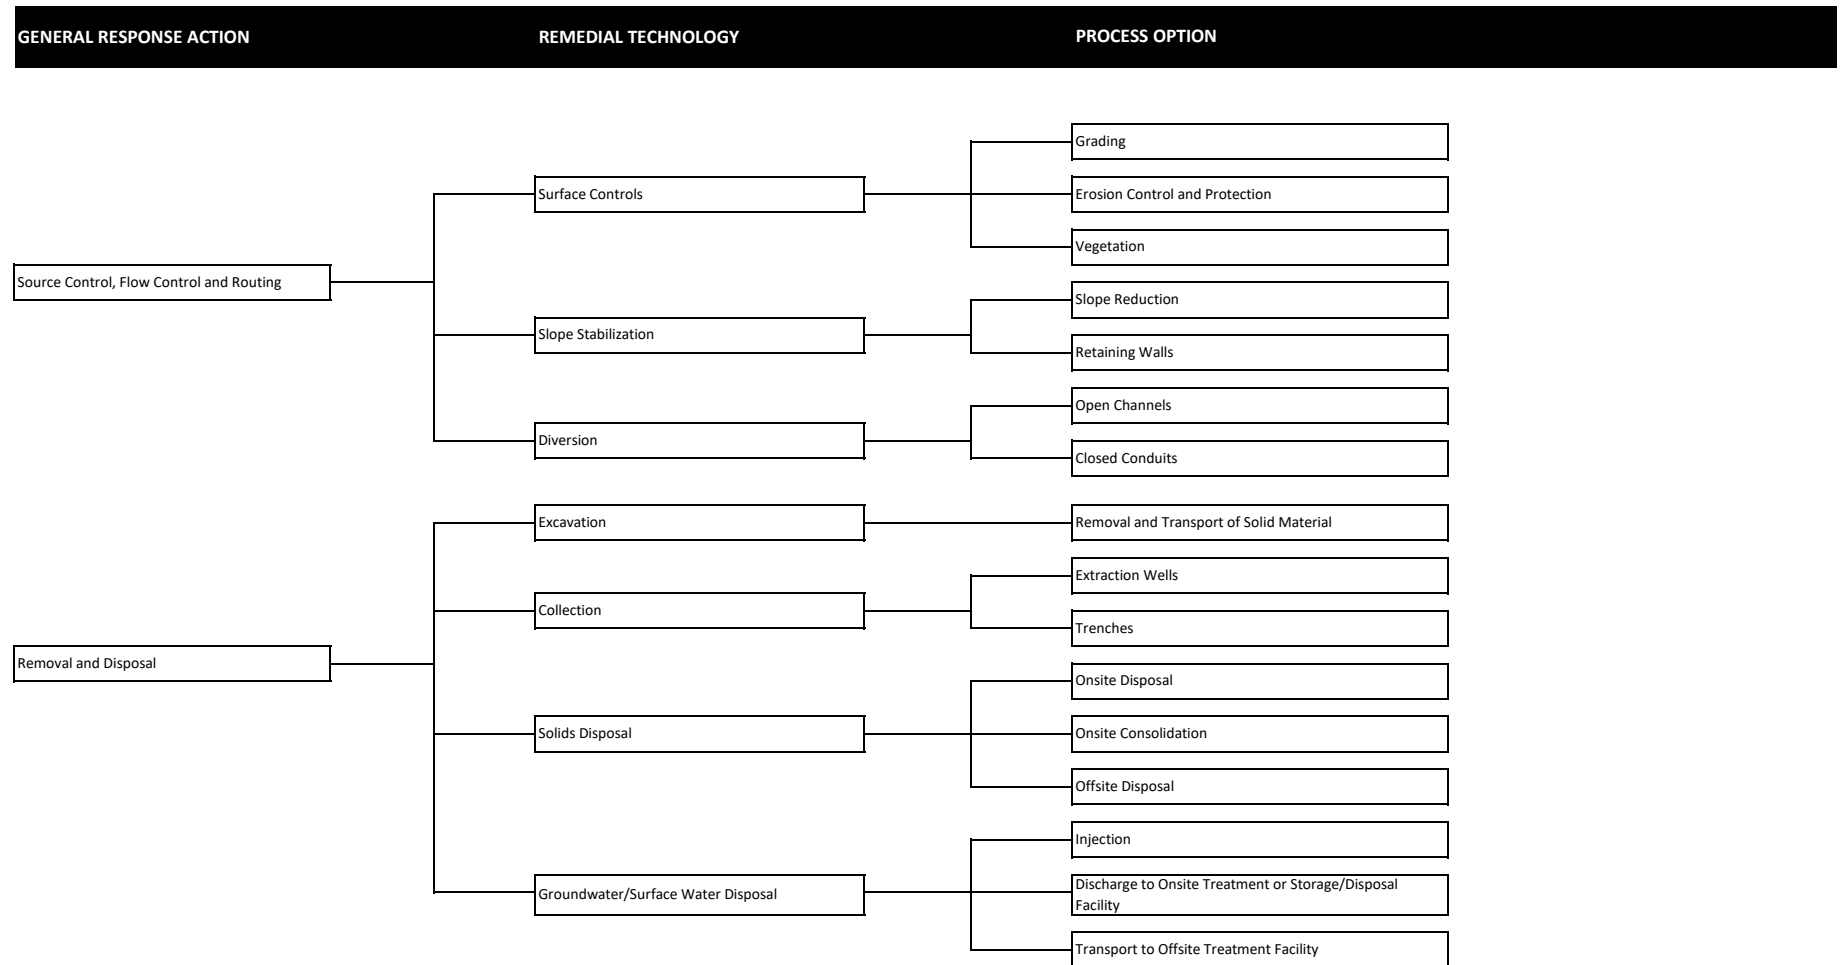 GENERAL RESPONSE ACTION
REMEDIAL TECHNOLOGY
PROCESS OPTION
Grading
Surface Controls
Erosion Control and Protection
Vegetation
Source Control, Flow Control and Routing
Slope Reduction
Slope Stabilization
Retaining Walls
Open Channels
Diversion
Closed Conduits
Excavation
Removal and Transport of Solid Material
Extraction Wells
Collection
Trenches
Removal and Disposal
Onsite Disposal
Solids Disposal
Onsite Consolidation
Offsite Disposal
Injection
Groundwater/Surface Water Disposal
Discharge to Onsite Treatment or Storage/Disposal
Facility
Transport to Offsite Treatment Facility